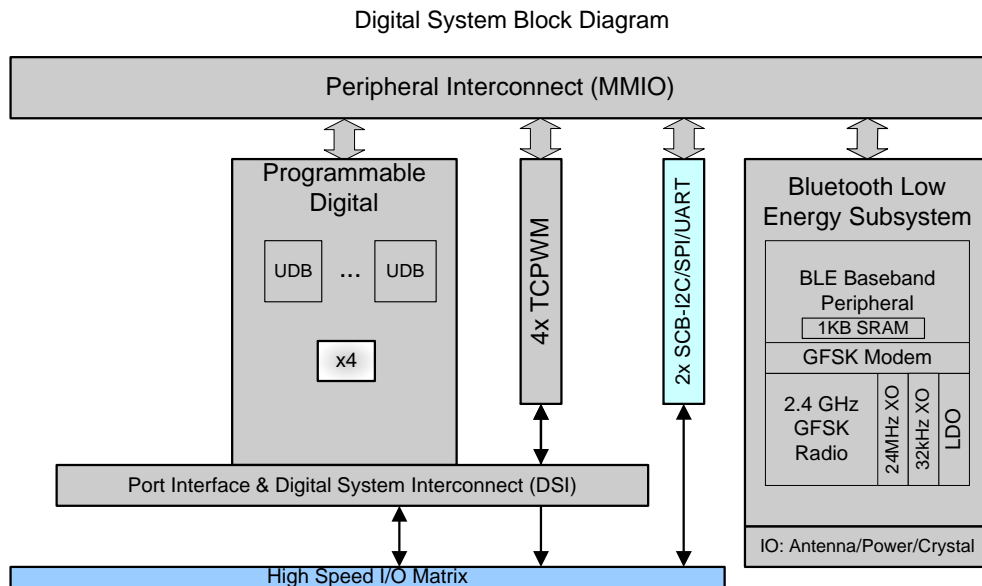 Digital System Block Diagram
Peripheral Interconnect (MMIO)
Programmable
Digital
UDB
...
UDB
x4
4x TCPWM
2x SCB-I2C/SPI/UART
Bluetooth Low
Energy Subsystem
BLE Baseband
Peripheral
1KB SRAM
GFSK Modem
2.4 GHz
GFSK
Radio
24MHz XO
32kHz XO
LDO
Port Interface & Digital System Interconnect (DSI)
IO: Antenna/Power/Crystal
High Speed I/O Matrix